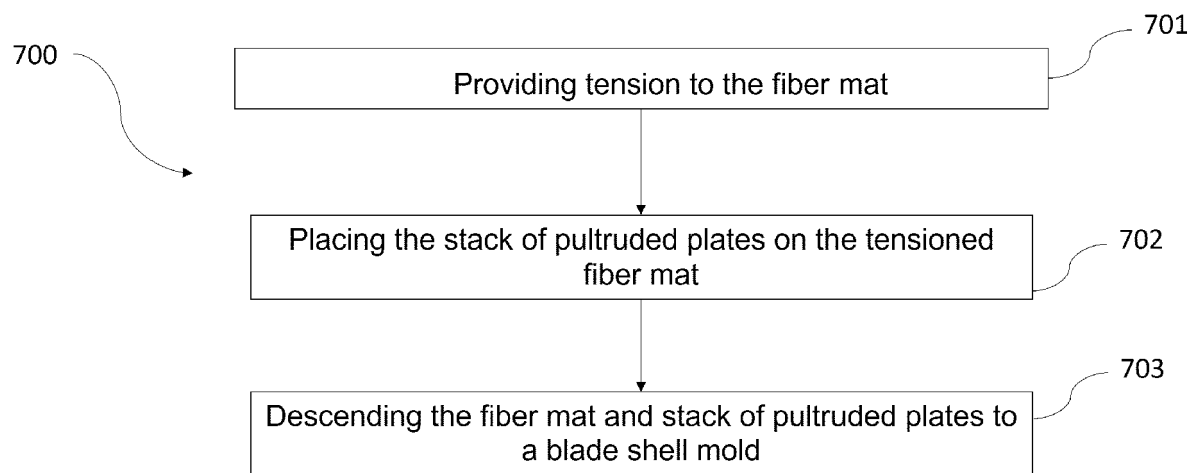 701
700
Providing tension to the fiber mat
Placing the stack of pultruded plates on the tensioned
fiber mat
702
703
Descending the fiber mat and stack of pultruded plates to
a blade shell mold